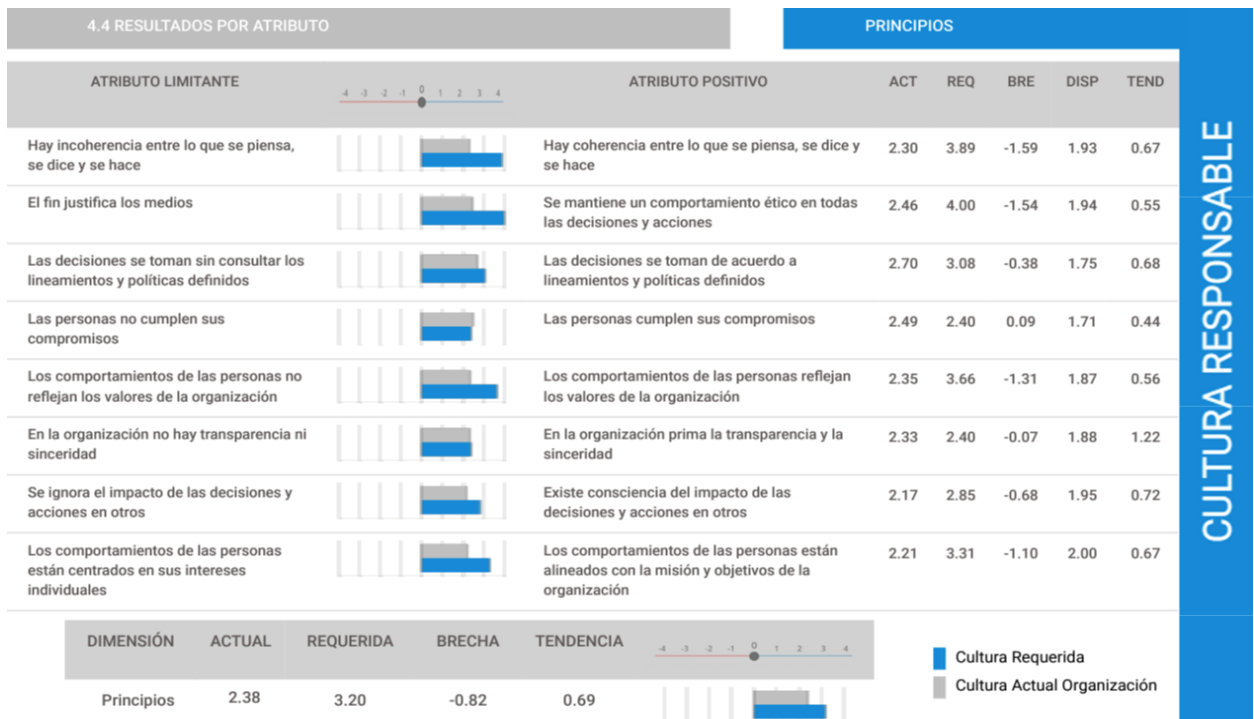 4.4 RESULTADOS POR ATRIBUTO
PRINCIPIOS
ATRIBUTO LIMITANTE -4 -3 -2 -1 0 1 2 3 4 ATRIBUTO POSITIVO ACT REQ BRE DISP TEND
Hay incoherencia entre lo que se piensa,
se dice y se hace
Hay coherencia entre lo que se piensa, se dice y
se hace
2.30 3.89 -1.59 1.93 0.67
El fin justifica los medios
Se mantiene un comportamiento ético en todas
las decisiones y acciones
2.46 4.00 -1.54 1.94 0.55
Las decisiones se toman sin consultar los
lineamientos y políticas definidos
Las decisiones se toman de acuerdo a
lineamientos y políticas definidos
2.70 3.08 -0.38 1.75 0.68
Las personas no cumplen sus
compromisos
Las personas cumplen sus compromisos
2.49 2.40 0.09 1.71 0.44
Los comportamientos de las personas no
reflejan los valores de la organización
Los comportamientos de las personas reflejan
los valores de la organización
2.35 3.66 -1.31 1.87 0.56
En la organización no hay transparencia ni
sinceridad
En la organización prima la transparencia y la
sinceridad
2.33 2.40 -0.07 1.88 1.22
Se ignora el impacto de las decisiones y
acciones en otros
Existe consciencia del impacto de las
decisiones y acciones en otros
2.17 2.85 -0.68 1.95 0.72
Los comportamientos de las personas
están centrados en sus intereses
individuales
Los comportamientos de las personas están
alineados con la misión y objetivos de la
organización
2.21 3.31 -1.10 2.00 0.67
DIMENSIÓN ACTUAL REQUERIDA BRECHA TENDENCIA -4 -3 -2 -1 0 1 2 3 4
Principios 2.38 3.20 -0.82 0.69
Cultura Requerida
Cultura Actual Organización
CULTURA RESPONSABLE